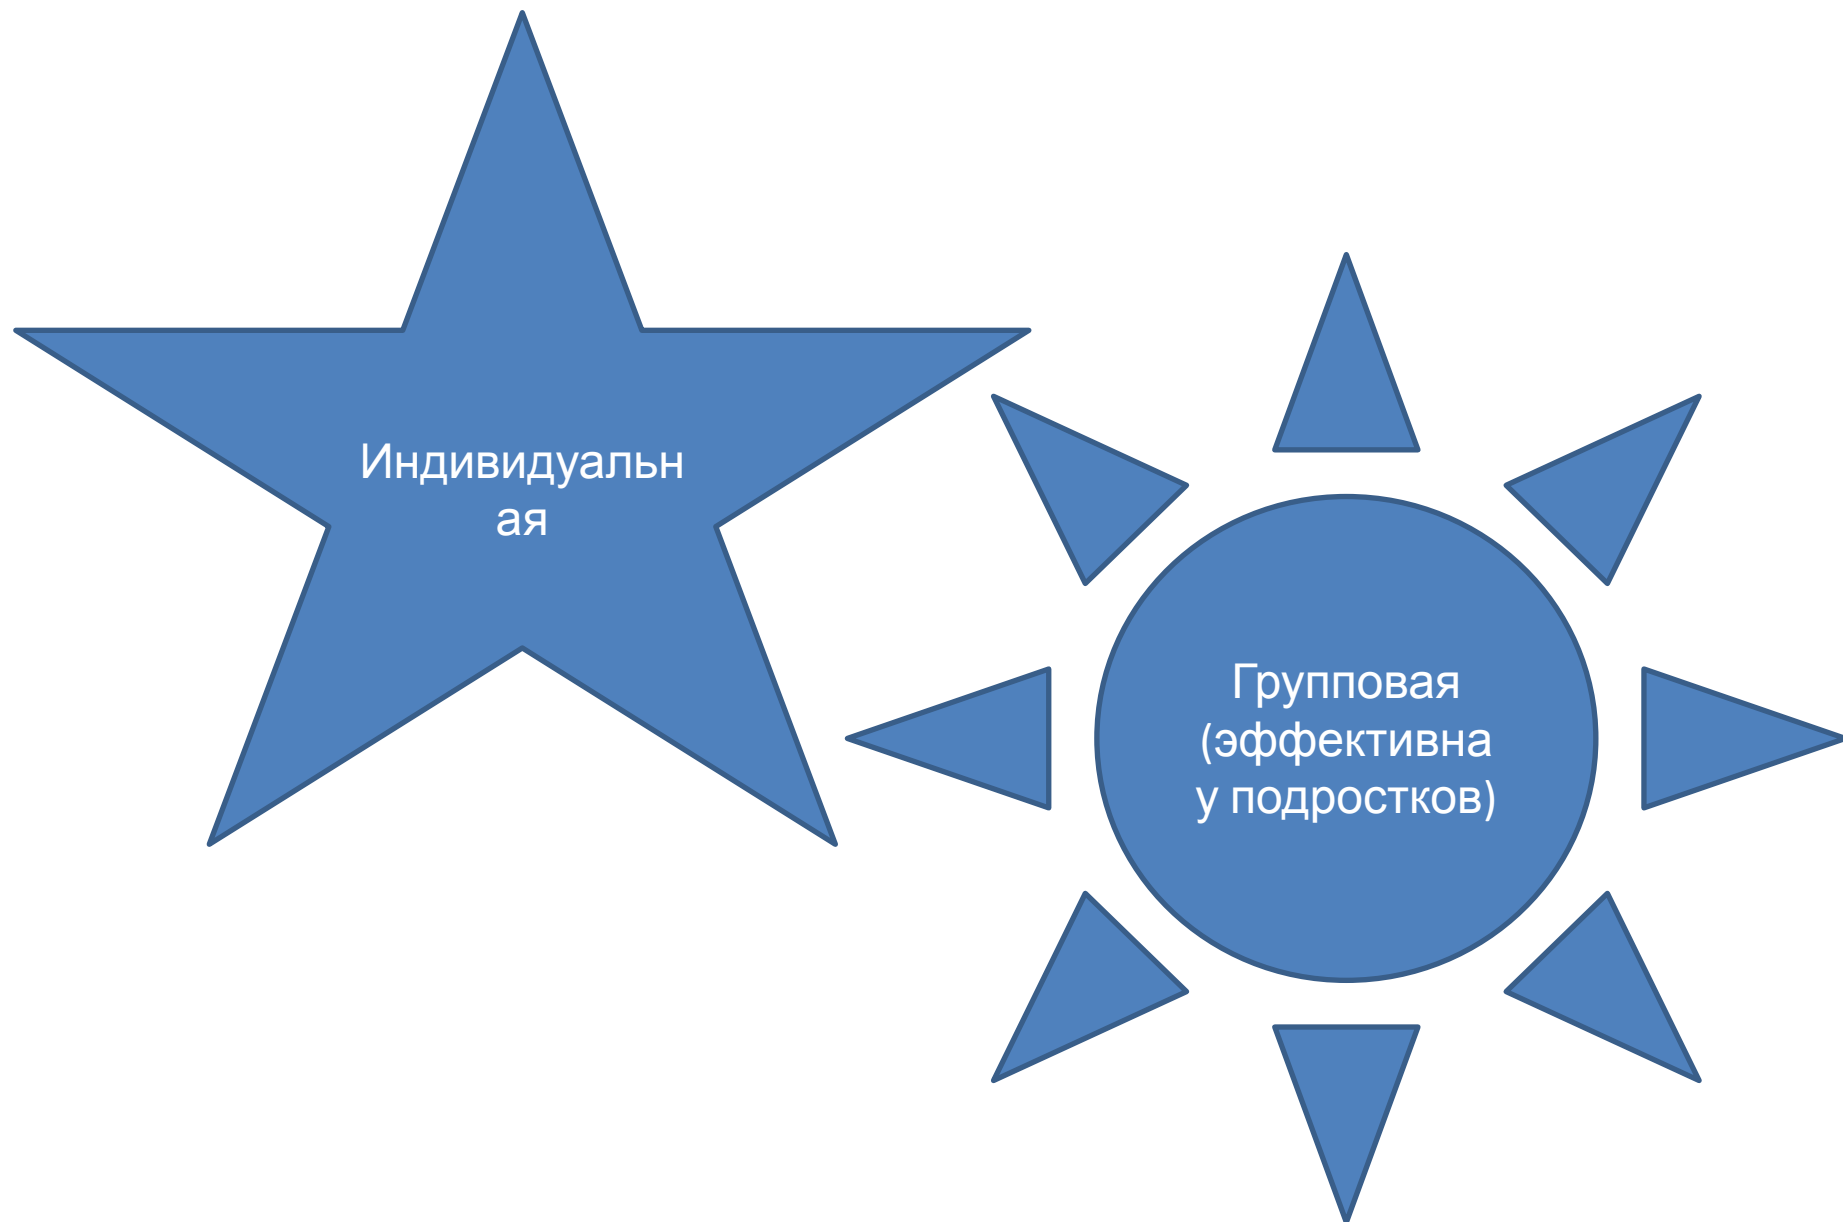 Индивидуальн
ая
Групповая
(эффективна
у подростков)